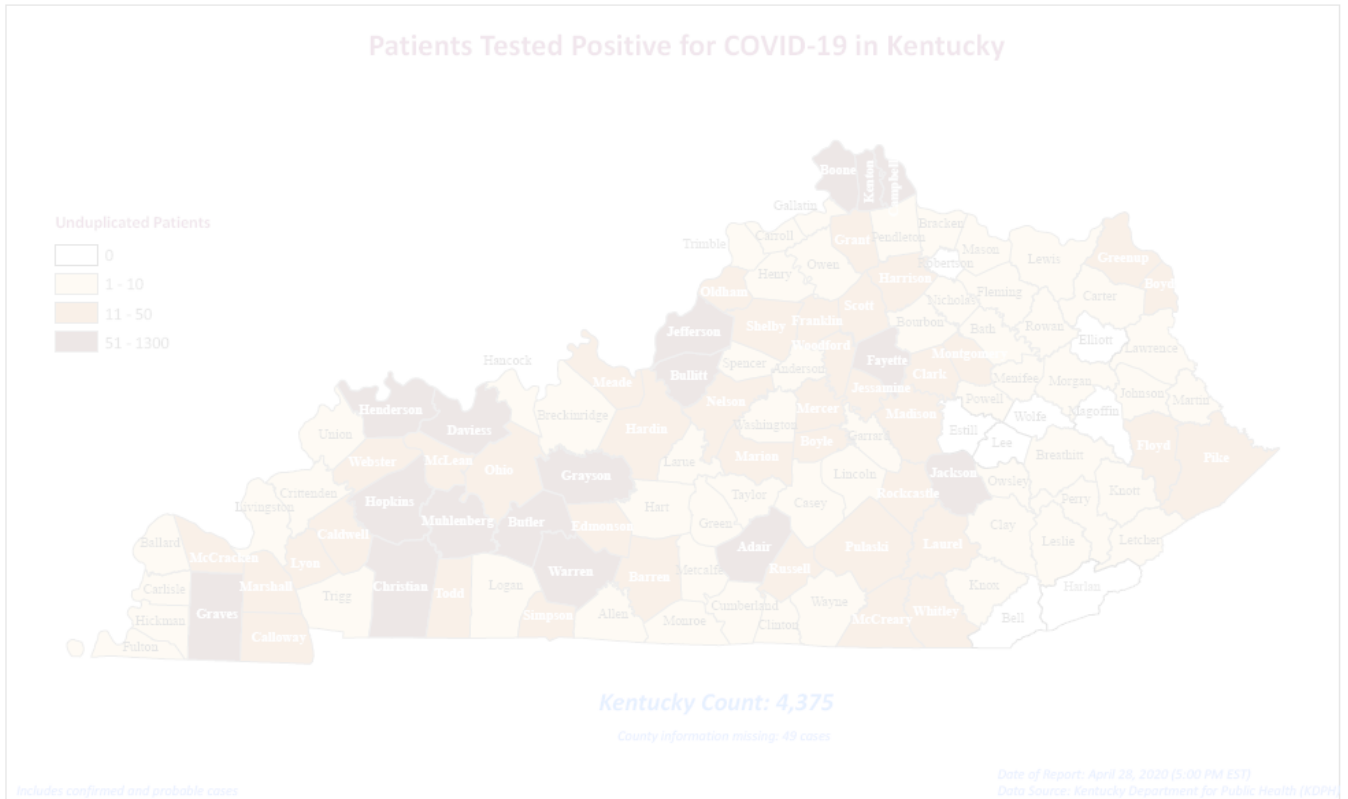 Patients Tested Positive for COVID-19 in Kentucky
Unduplicated Patients
0
1 - 10
11 - 50
51 - 1300
Boone
Kenton
Campbell
Gallatin
Trimble
Carroll
Grant
Pendleton
Bracken
Robertson
Mason
Lewis
Greenup
Boyd
Henry
Owen
Harrison
Nicholas
Fleming
Carter
Oldham
Shelby
Franklin
Scott
Bourbon
Bath
Rowan
Elliott
Lawrence
Jefferson
Bullitt
Spencer
Anderson
Woodford
Fayette
Clark
Montgomery
Menifee
Morgan
Johnson
Martin
Hancock
Meade
Breckinridge
Hardin
Nelson
Washington
Mercer
Jessamine
Madison
Powell
Estill
Wolfe
Lee
Magoffin
Floyd
Pike
Henderson
Daviess
Union
Webster
McLean
Ohio
Grayson
Larue
Marion
Boyle
Garrard
Lincoln
Rockcastle
Jackson
Owsley
Breathitt
Perry
Knott
Crittenden
Livingston
Hopkins
Muhlenberg
Butler
Edmonson
Hart
Green
Taylor
Casey
Adair
Pulaski
Laurel
Clay
Leslie
Letcher
Ballard
McCracken
Lyon
Caldwell
Carlisle
Marshall
Graves
Hickman
Fulton
Calloway
Trigg
Christian
Todd
Logan
Warren
Simpson
Allen
Barren
Metcalfe
Monroe
Cumberland
Clinton
Russell
Wayne
McCreary
Whitley
Knox
Bell
Harlan
Kentucky Count: 4,375
County information missing: 49 cases
Includes confirmed and probable cases
Date of Report: April 28, 2020 (5:00 PM EST)
Data Source: Kentucky Department for Public Health (KDPH)